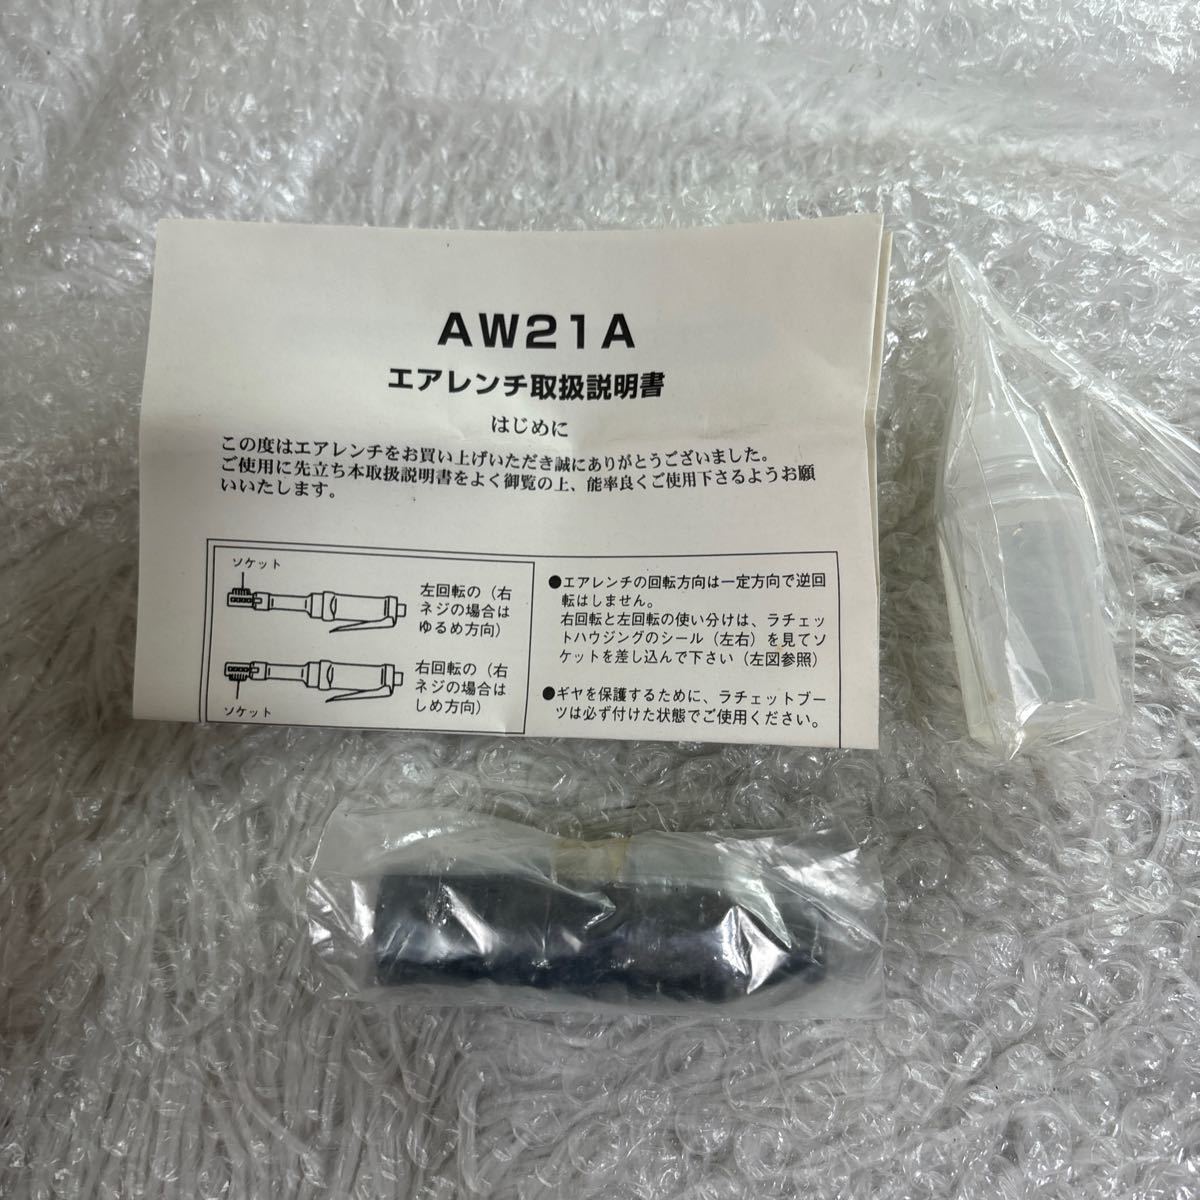 AW21A
エアレンチ取扱説明書
はじめに
この度はエアレンチをお買い上げいただき誠にありがとうございました。
ご使用に先立ち本取扱説明書をよく御覧の上、能率良くご使用下さるようお願
いいたします。
ソケット
左回転の（右
ネジの場合は
ゆるめ方向）
右回転の（右
ネジの場合は
しめ方向）
ソケット
●エアレンチの回転方向は一定方向で逆回
転はしません。
右回転と左回転の使い分けは、ラチェッ
トハウジングのシール（左右）を見てソ
ケットを差し込んで下さい（左図参照）
●ギヤを保護するために、ラチェットブー
ツは必ず付けた状態でご使用ください。